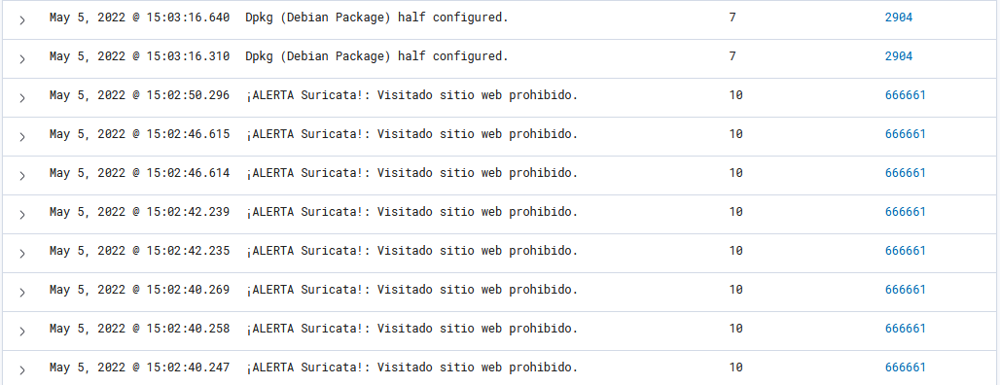 May 5, 2022 @ 15:03:16.640 Dpkg (Debian Package) half configured. 7 2904
May 5, 2022 @ 15:03:16.310 Dpkg (Debian Package) half configured. 7 2904
May 5, 2022 @ 15:02:50.296 ¡ALERTA Suricata!: Visitado sitio web prohibido. 10 666661
May 5, 2022 @ 15:02:46.615 ¡ALERTA Suricata!: Visitado sitio web prohibido. 10 666661
May 5, 2022 @ 15:02:46.614 ¡ALERTA Suricata!: Visitado sitio web prohibido. 10 666661
May 5, 2022 @ 15:02:42.239 ¡ALERTA Suricata!: Visitado sitio web prohibido. 10 666661
May 5, 2022 @ 15:02:42.235 ¡ALERTA Suricata!: Visitado sitio web prohibido. 10 666661
May 5, 2022 @ 15:02:40.269 ¡ALERTA Suricata!: Visitado sitio web prohibido. 10 666661
May 5, 2022 @ 15:02:40.258 ¡ALERTA Suricata!: Visitado sitio web prohibido. 10 666661
May 5, 2022 @ 15:02:40.247 ¡ALERTA Suricata!: Visitado sitio web prohibido. 10 666661